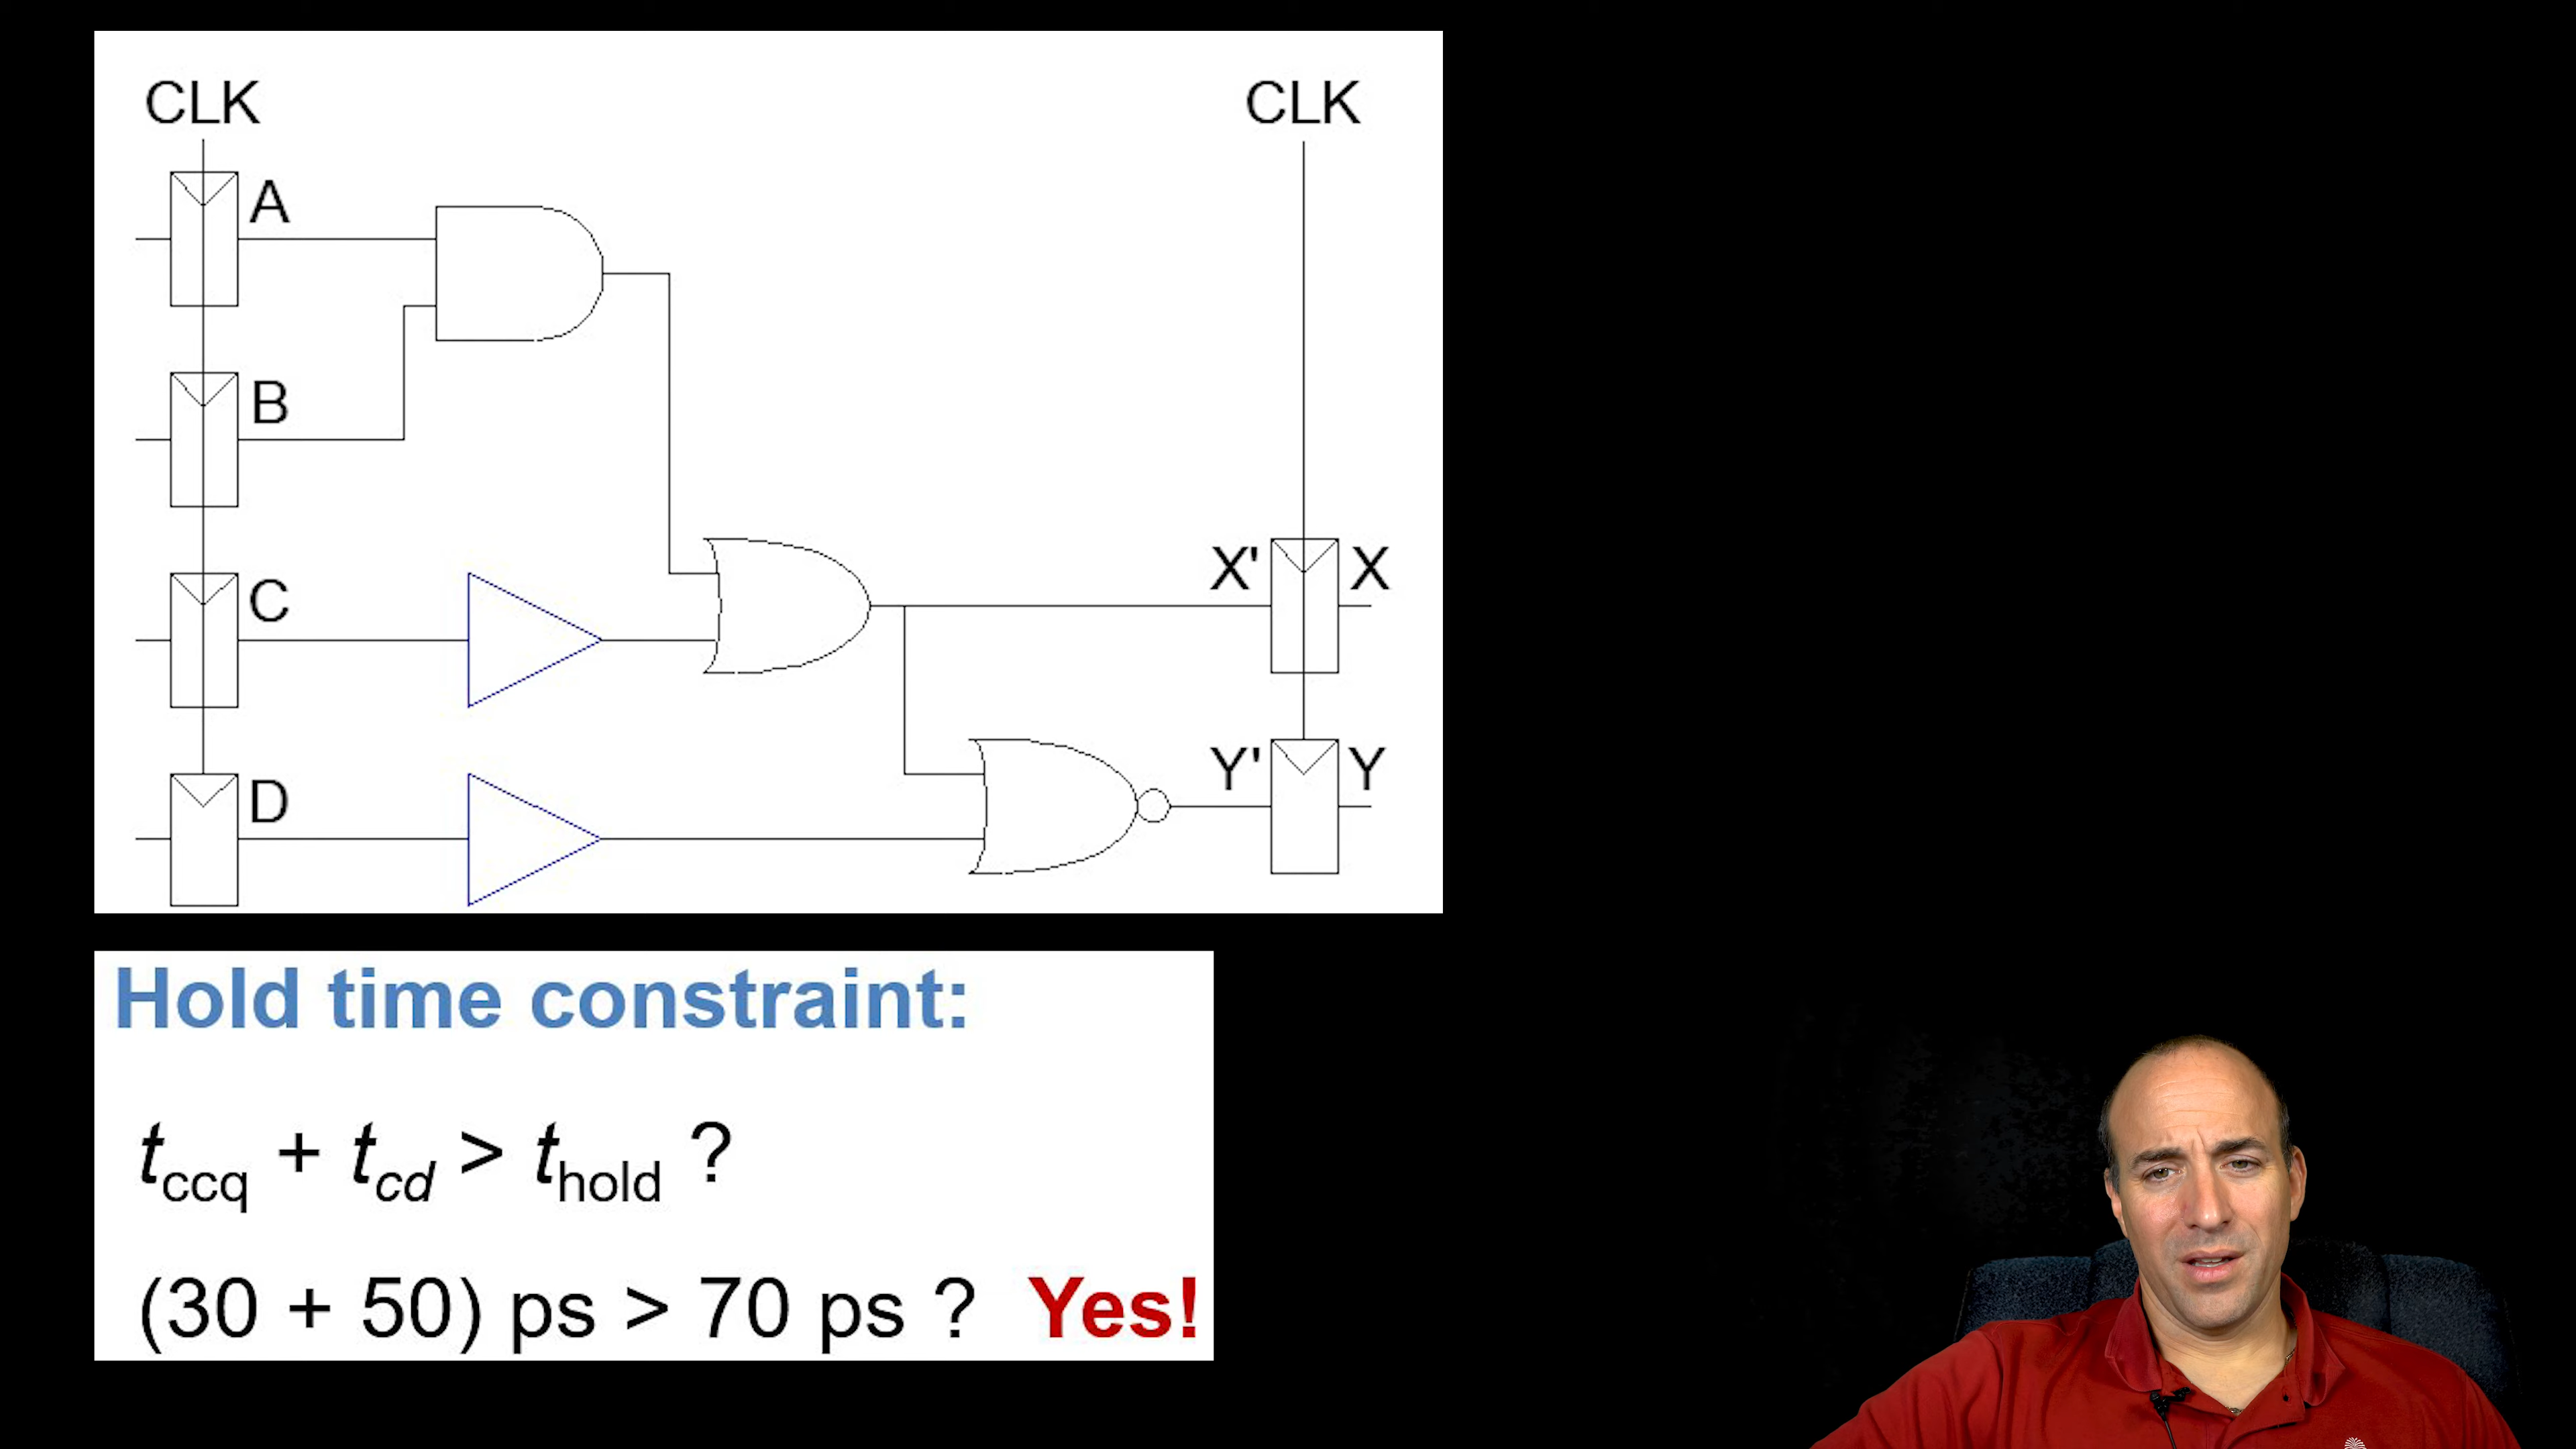 CLK CLK
A
B
C X' X
D Y' Y
Hold time constraint:
tccq + tcd > thold ?
(30 + 50) ps > 70 ps ? Yes!